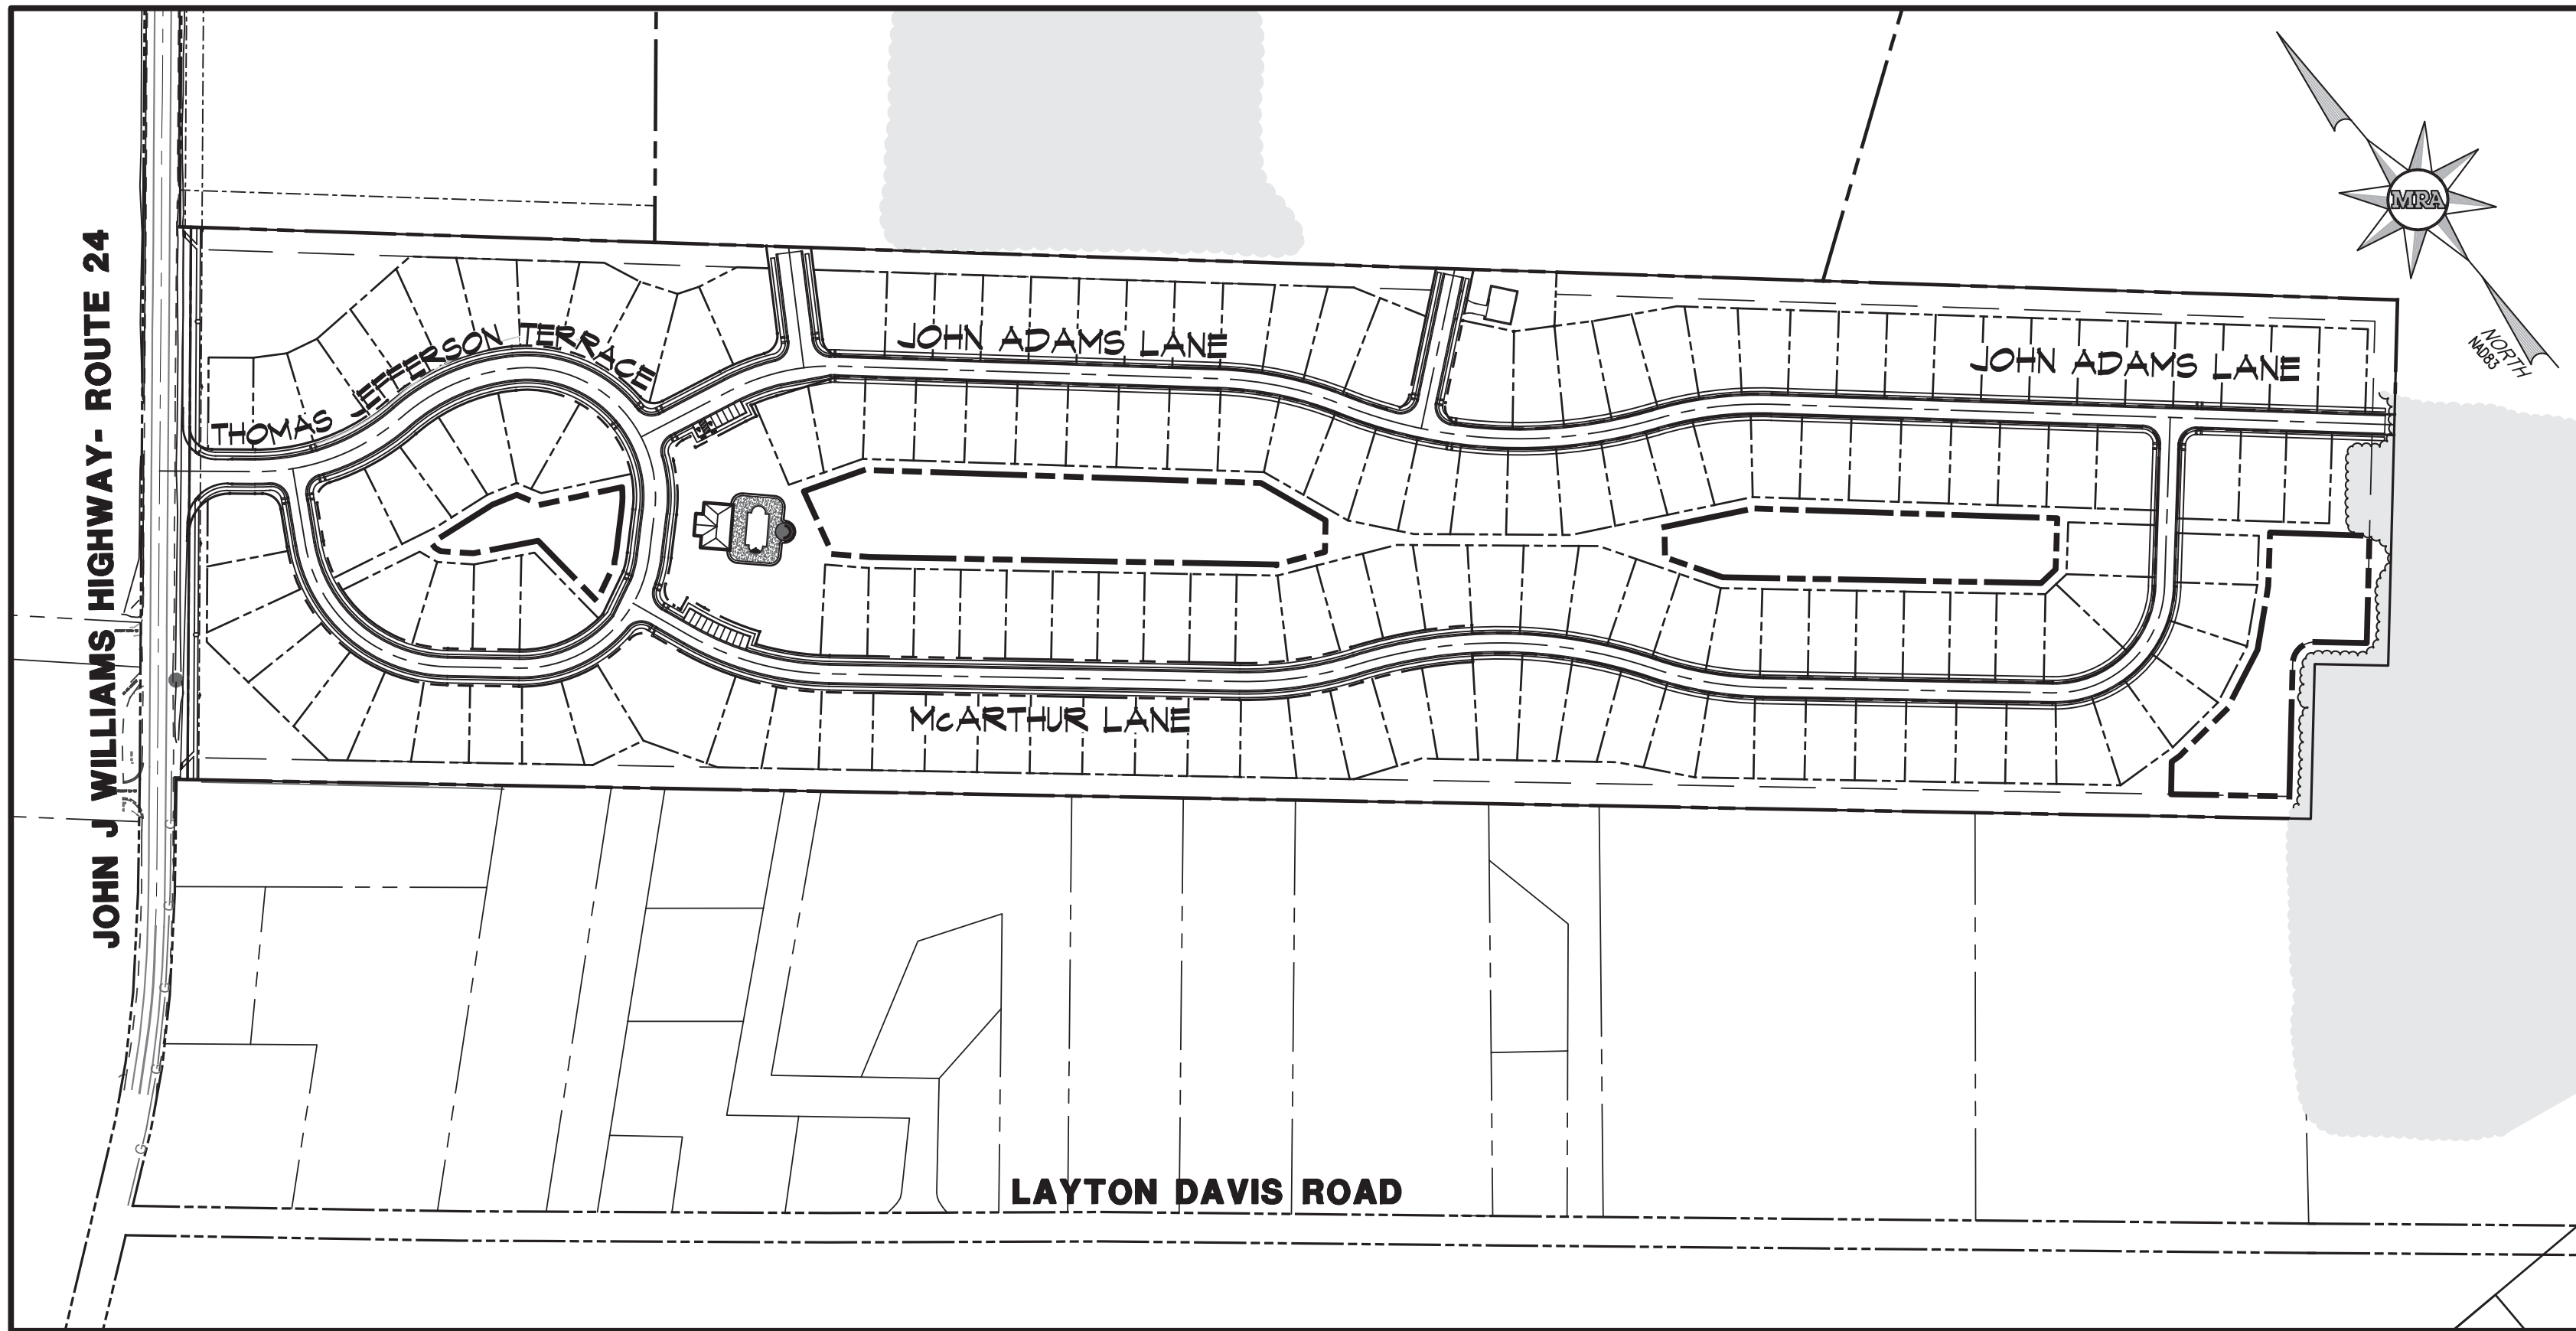 JOHN J WILLIAMS HIGHWAY- ROUTE 24
THOMAS JEFFERSON TERRACE
JOHN ADAMS LANE
JOHN ADAMS LANE
McARTHUR LANE
LAYTON DAVIS ROAD
MRA
NORTH
NAD83
G
G
G
G
G